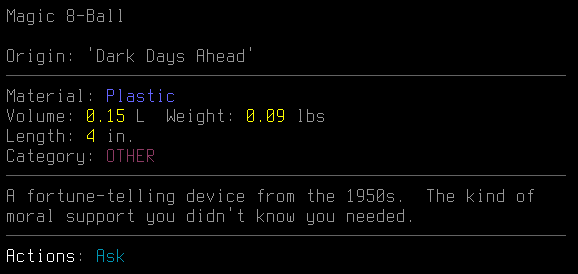 Magic 8-Ball
Origin: 'Dark Days Ahead'
Material: Plastic
Volume: 0.15 L  Weight: 0.09 lbs
Length: 4 in.
Category: OTHER
A fortune-telling device from the 1950s.  The kind of
moral support you didn't know you needed.
Actions: Ask